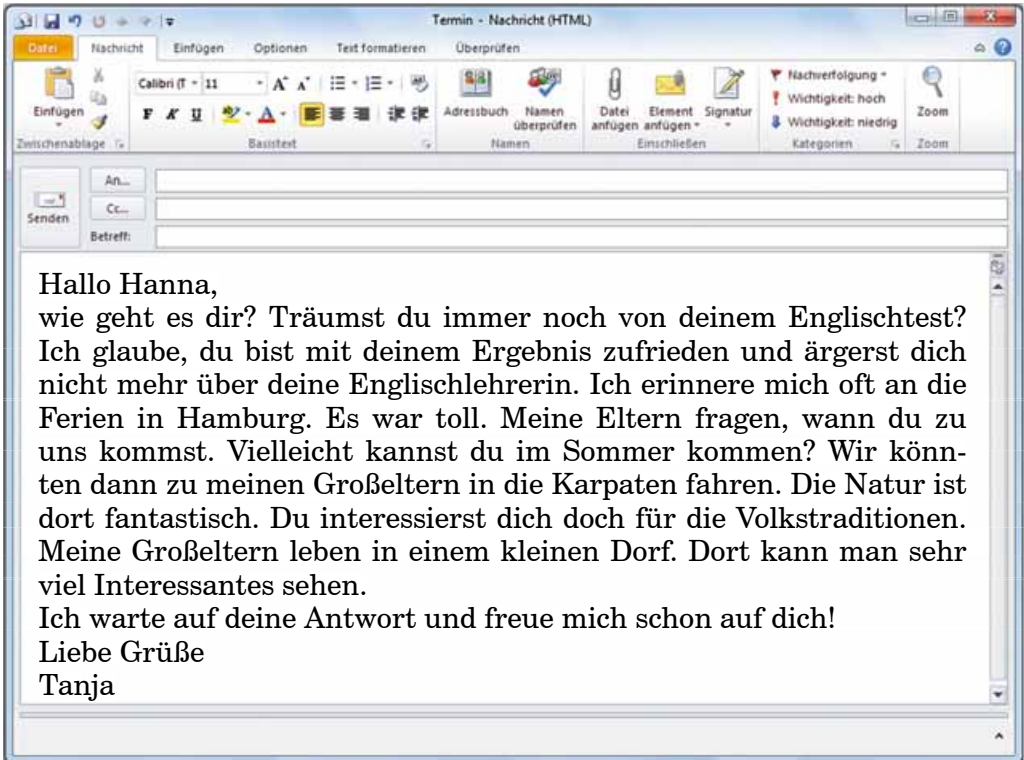 Termin - Nachricht (HTML)
Datei Nachricht Einfügen Optionen Text formatieren Überprüfen
Einfügen
Calibri (T 11
F K U
Adressbuch
Namen
überprüfen
Datei
anfügen
Element
anfügen
Signatur
Nachverfolgung
Wichtigkeit: hoch
Wichtigkeit: niedrig
Zoom
Zwischenablage Basistext Namen Einschließen Kategorien Zoom
Senden
An...
Cc...
Betreff:
Hallo Hanna,
wie geht es dir? Träumst du immer noch von deinem Englischtest?
Ich glaube, du bist mit deinem Ergebnis zufrieden und ärgerst dich
nicht mehr über deine Englischlehrerin. Ich erinnere mich oft an die
Ferien in Hamburg. Es war toll. Meine Eltern fragen, wann du zu
uns kommst. Vielleicht kannst du im Sommer kommen? Wir könn-
ten dann zu meinen Großeltern in die Karpaten fahren. Die Natur ist
dort fantastisch. Du interessierst dich doch für die Volkstraditionen.
Meine Großeltern leben in einem kleinen Dorf. Dort kann man sehr
viel Interessantes sehen.
Ich warte auf deine Antwort und freue mich schon auf dich!
Liebe Grüße
Tanja